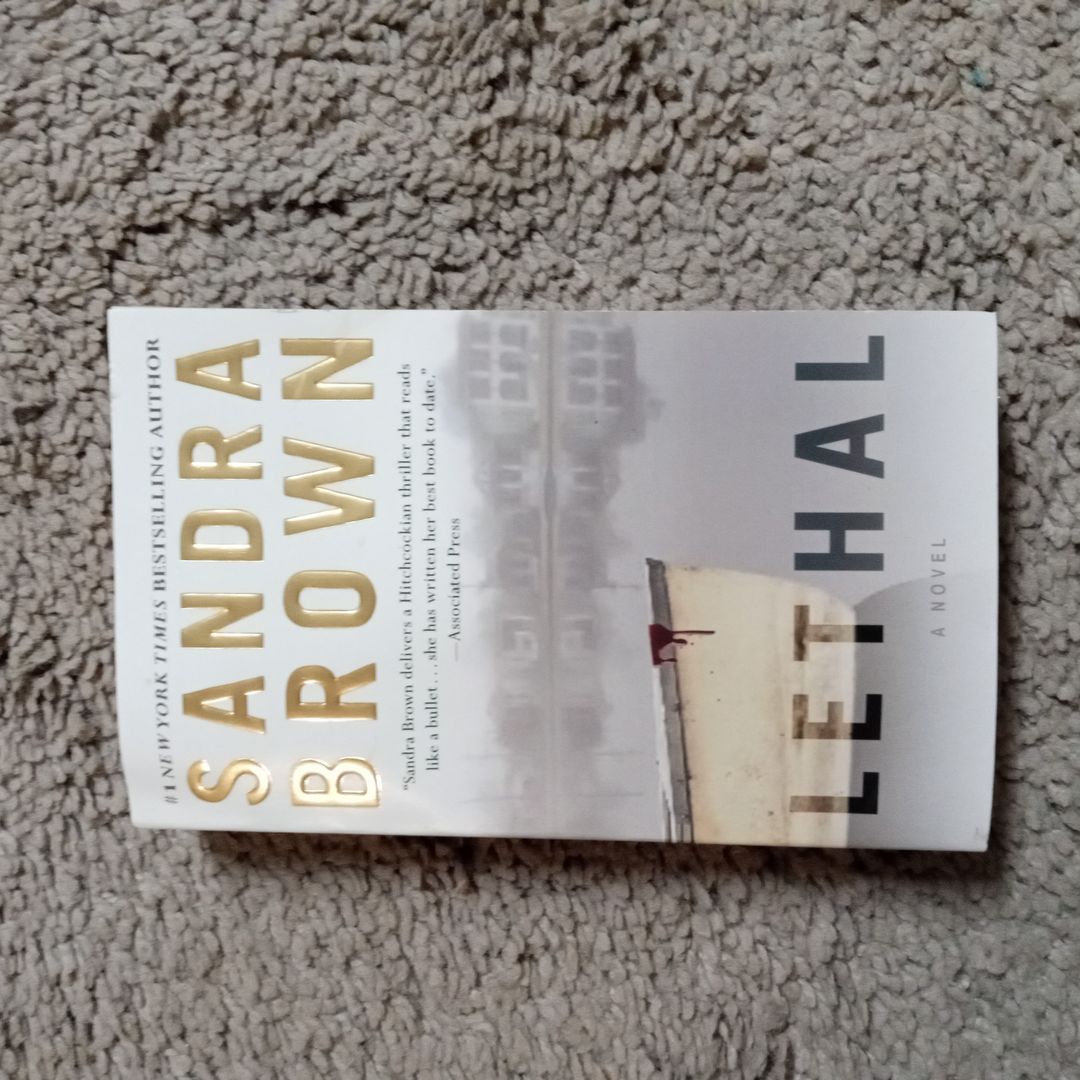 #1 NEW YORK TIMES BESTSELLING AUTHOR
SANDRA
BROWN
“Sandra Brown delivers a Hitchcockian thriller that reads
like a bullet... she has written her best book to date.”
—Associated Press
LETHAL
A NOVEL